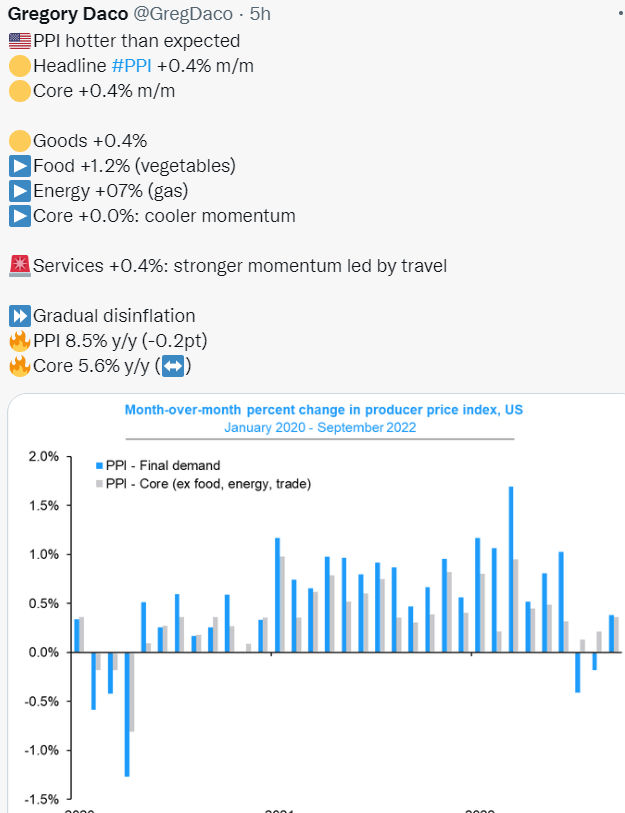 Gregory Daco @GregDaco · 5h
PPI hotter than expected
Headline #PPI +0.4% m/m
Core +0.4% m/m
Goods +0.4%
Food +1.2% (vegetables)
Energy +07% (gas)
Core +0.0%: cooler momentum
Services +0.4%: stronger momentum led by travel
Gradual disinflation
PPI 8.5% y/y (-0.2pt)
Core 5.6% y/y (↔)
Month-over-month percent change in producer price index, US
January 2020 - September 2022
2.0%
PPI - Final demand
PPI - Core (ex food, energy, trade)
1.5%
1.0%
0.5%
0.0%
-0.5%
-1.0%
-1.5%